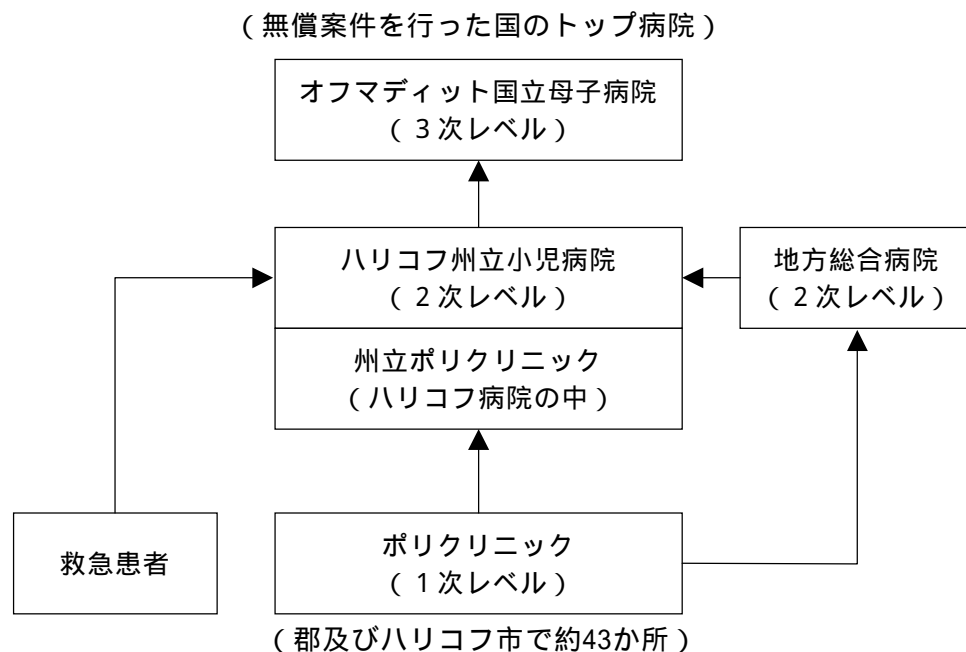 （無償案件を行った国のトップ病院）
オフマディット国立母子病院
（３次レベル）
ハリコフ州立小児病院
（２次レベル）
地方総合病院
（２次レベル）
州立ポリクリニック
（ハリコフ病院の中）
救急患者
ポリクリニック
（１次レベル）
（郡及びハリコフ市で約43か所）